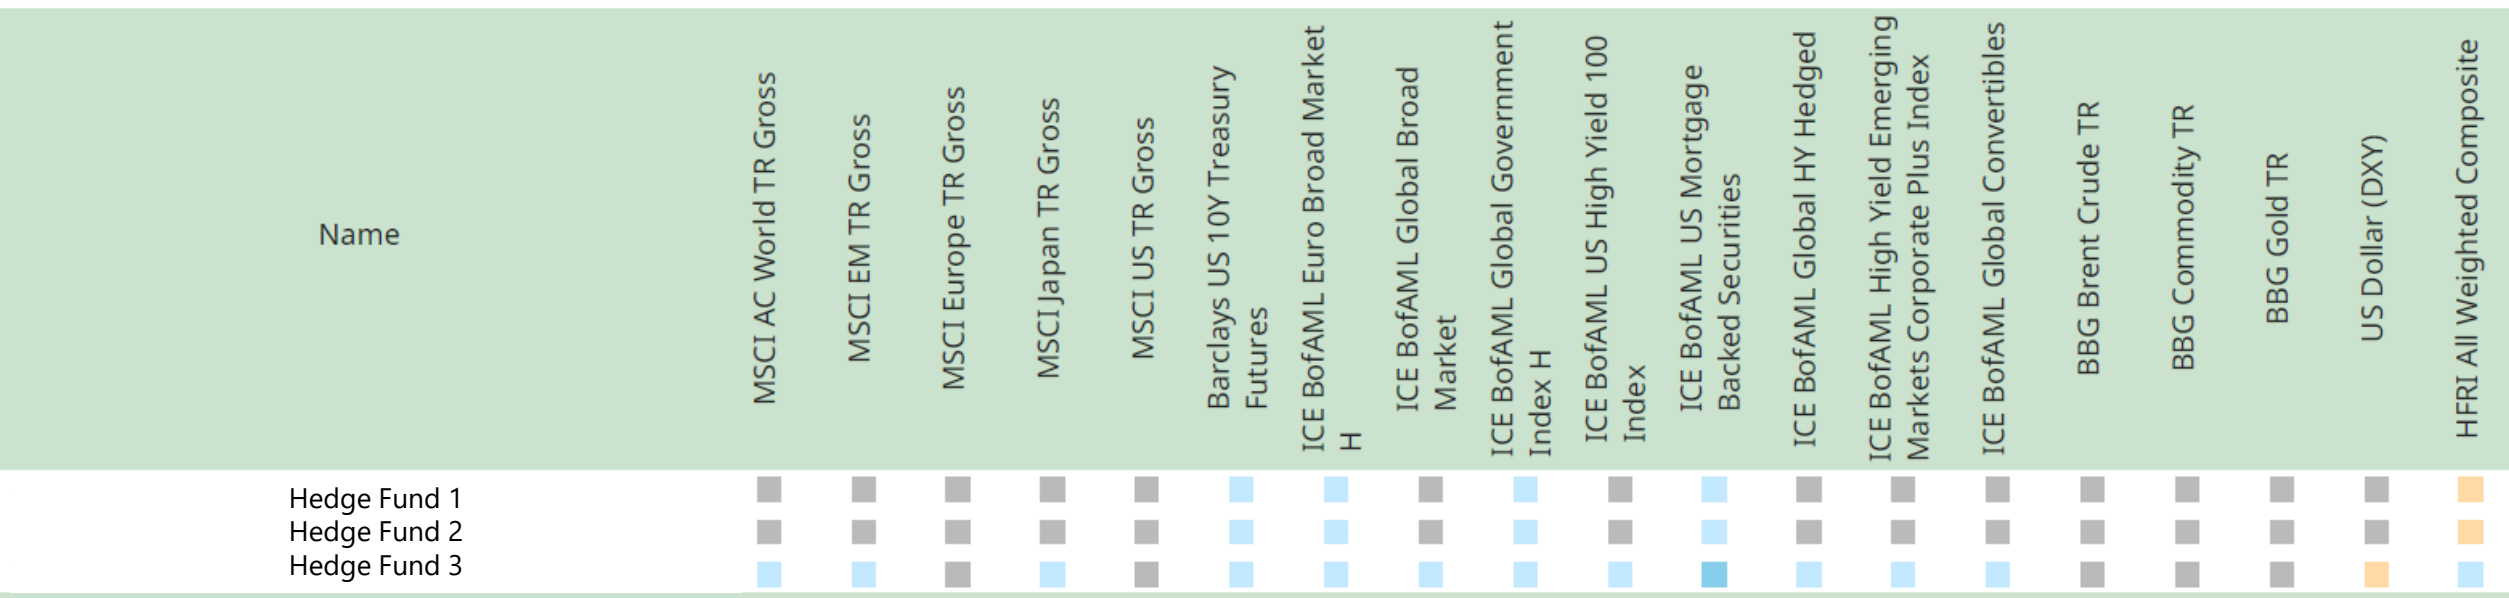 Name
MSCI AC World TR Gross
MSCI EM TR Gross
MSCI Europe TR Gross
MSCI Japan TR Gross
MSCI US TR Gross
Barclays US 10Y Treasury
Futures
ICE BofAML Euro Broad Market
H
ICE BofAML Global Broad
Market
ICE BofAML Global Government
Index H
ICE BofAML US High Yield 100
Index
ICE BofAML US Mortgage
Backed Securities
ICE BofAML Global HY Hedged
ICE BofAML High Yield Emerging
Markets Corporate Plus Index
ICE BofAML Global Convertibles
BBG Brent Crude TR
BBG Commodity TR
BBG Gold TR
US Dollar (DXY)
HFRI All Weighted Composite
Hedge Fund 1
Hedge Fund 2
Hedge Fund 3